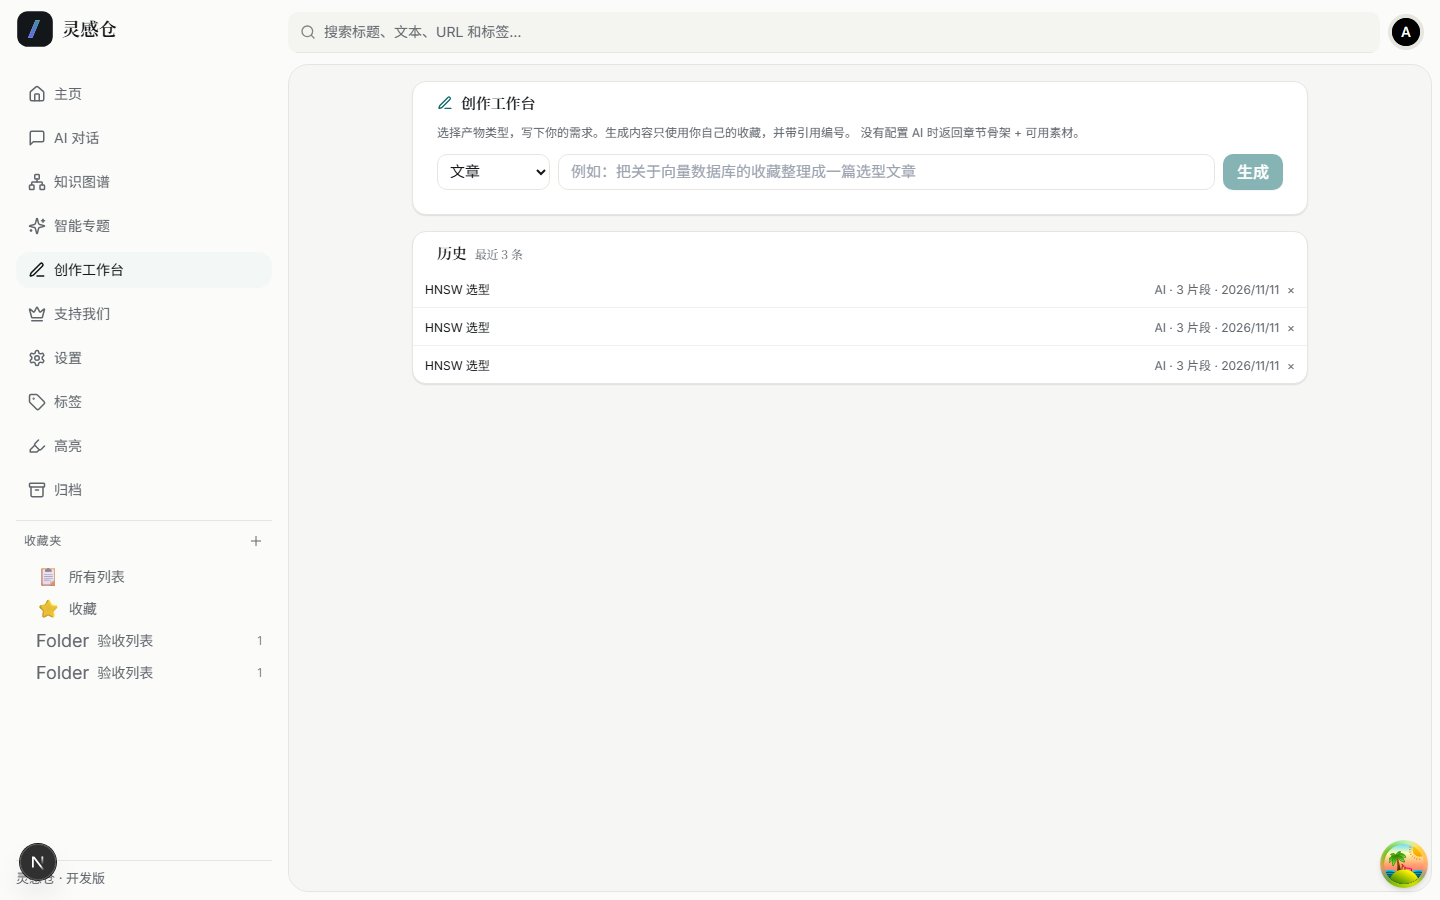 灵感仓
搜索标题、文本、URL 和标签...
A
主页
AI 对话
知识图谱
智能专题
创作工作台
支持我们
设置
标签
高亮
归档
收藏夹
所有列表
收藏
Folder 验收列表 1
Folder 验收列表 1
N
灵感仓 · 开发版
创作工作台
选择产物类型，写下你的需求。生成内容只使用你自己的收藏，并带引用编号。 没有配置 AI 时返回章节骨架 + 可用素材。
文章
例如：把关于向量数据库的收藏整理成一篇选型文章
生成
历史 最近 3 条
HNSW 选型 AI · 3 片段 · 2026/11/11 ×
HNSW 选型 AI · 3 片段 · 2026/11/11 ×
HNSW 选型 AI · 3 片段 · 2026/11/11 ×